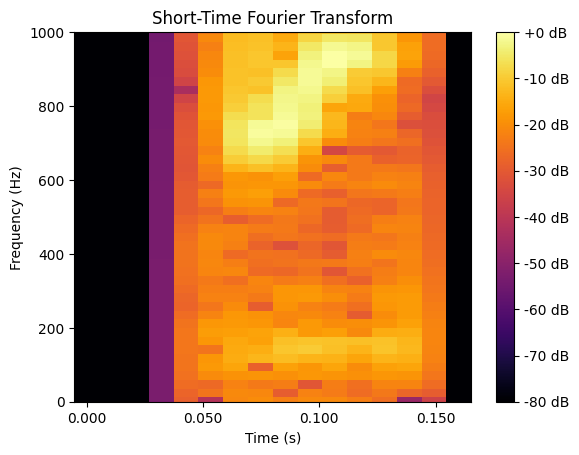 Short-Time Fourier Transform
1000
800
600
400
200
0
Frequency (Hz)
0.000
0.050
0.100
0.150
Time (s)
+0 dB
-10 dB
-20 dB
-30 dB
-40 dB
-50 dB
-60 dB
-70 dB
-80 dB